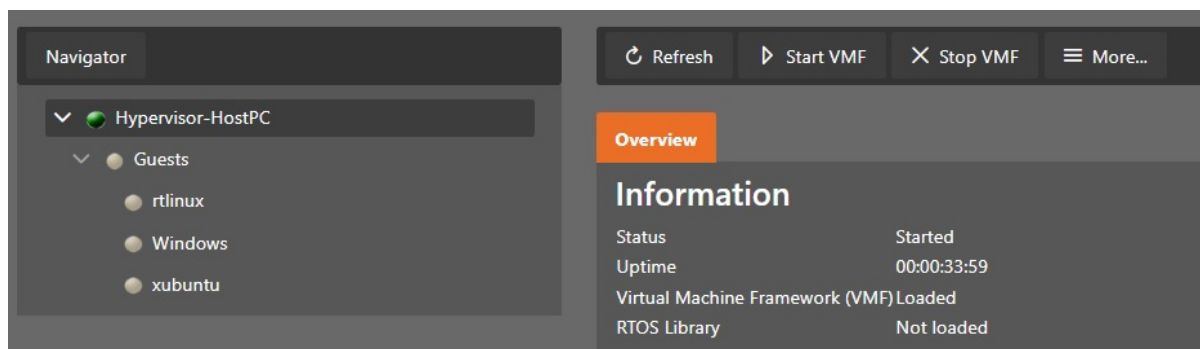 Navigator
Hypervisor-HostPC
Guests
rtlinux
Windows
xubuntu
Refresh Start VMF Stop VMF More...
Overview
Information
Status Started
Uptime 00:00:33:59
Virtual Machine Framework (VMF) Loaded
RTOS Library Not loaded